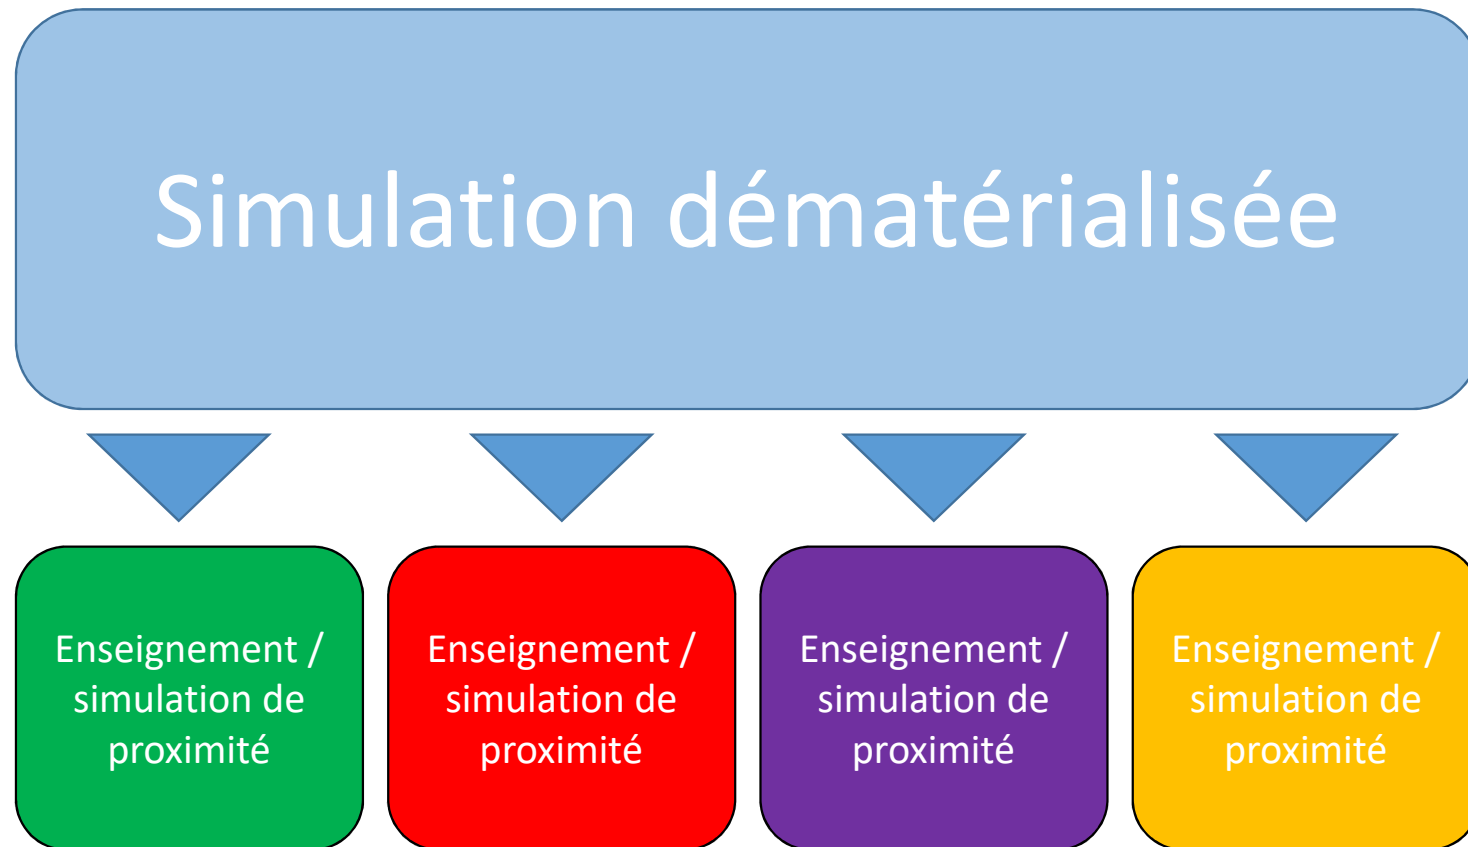 Simulation dématérialisée
Enseignement /
simulation de
proximité
Enseignement /
simulation de
proximité
Enseignement /
simulation de
proximité
Enseignement /
simulation de
proximité